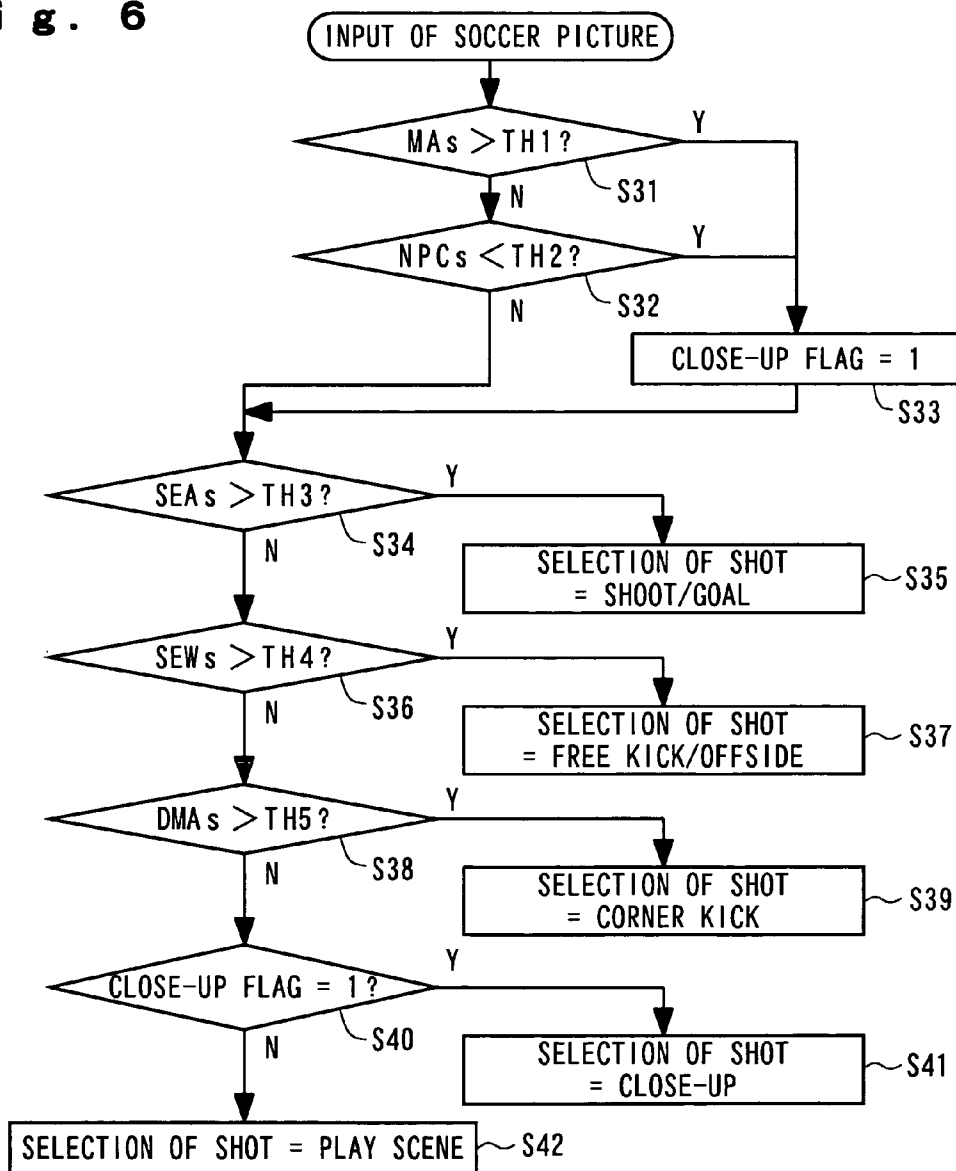 ig. 6
INPUT OF SOCCER PICTURE
MAs >TH1?
Y
S31
N
NPCs <TH2?
Y
S32
N
CLOSE-UP FLAG = 1
S33
SEAs >TH3?
Y
S34
N
SELECTION OF SHOT
= SHOOT/GOAL
S35
SEWs >TH4?
Y
S36
N
SELECTION OF SHOT
= FREE KICK/OFFSIDE
S37
DMAs >TH5?
Y
S38
N
SELECTION OF SHOT
= CORNER KICK
S39
CLOSE-UP FLAG = 1?
Y
S40
N
SELECTION OF SHOT
= CLOSE-UP
S41
SELECTION OF SHOT = PLAY SCENE
S42